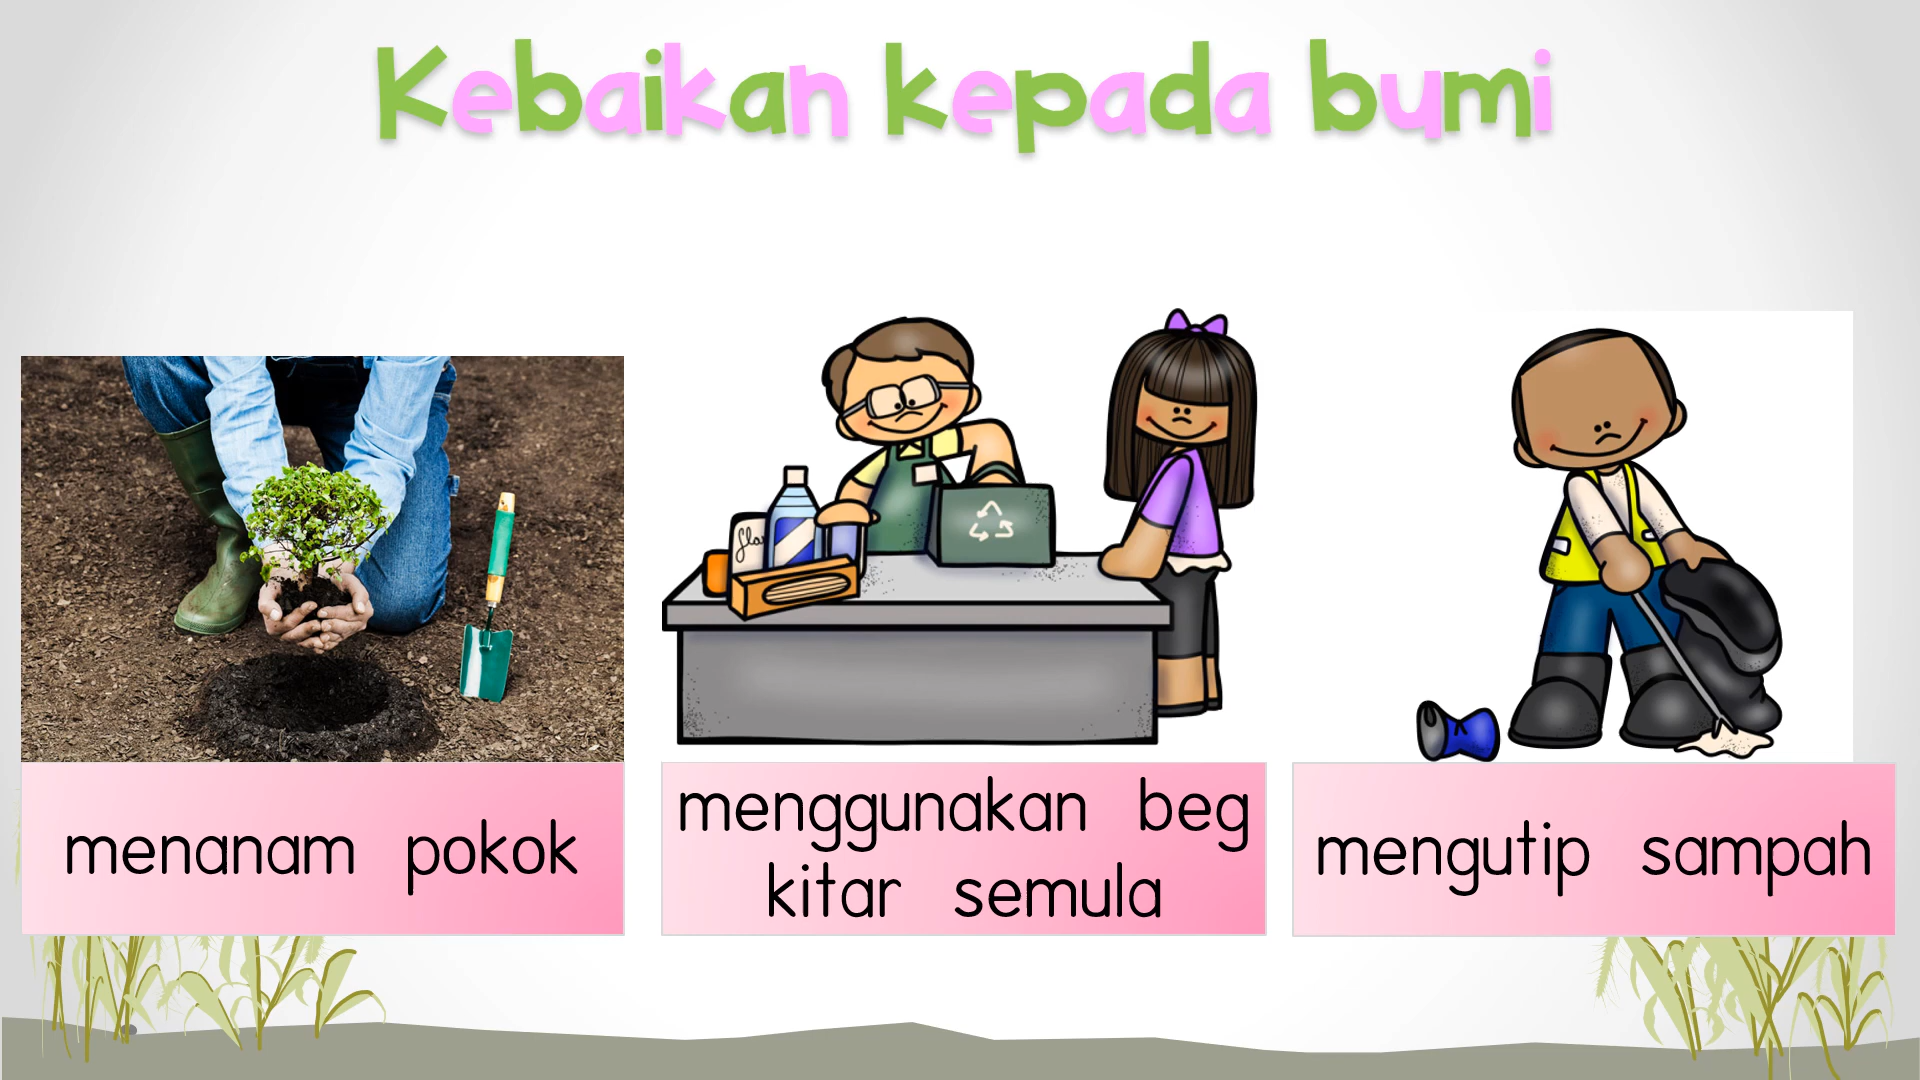 Kebaikan kepada bumi
menanam pokok
menggunakan beg
kitar semula
mengutip sampah